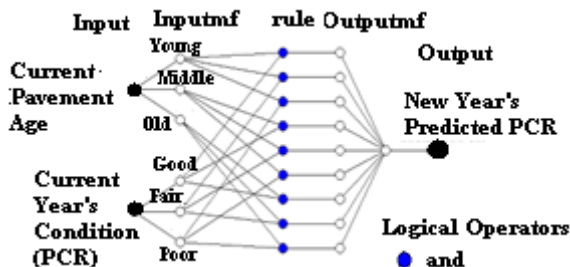 Input
Inputmf
rule
Outputmf
Output
Young
Middle
Old
Good
Fair
Poor
Current
Pavement
Age
Current
Year's
Condition
(PCR)
New Year's
Predicted PCR
Logical Operators
and